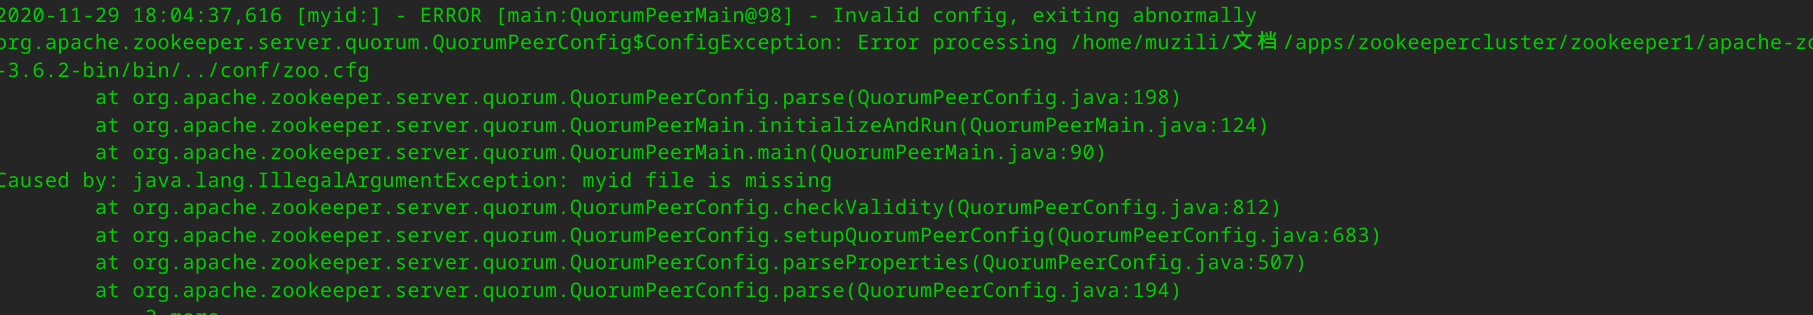 2020-11-29 18:04:37,616 [myid:] - ERROR [main:QuorumPeerMain@98] - Invalid config, exiting abnormally
org.apache.zookeeper.server.quorum.QuorumPeerConfig$ConfigException: Error processing /home/muzili/文档/apps/zookeepercluster/zookeeper1/apache-zo
-3.6.2-bin/bin/../conf/zoo.cfg
at org.apache.zookeeper.server.quorum.QuorumPeerConfig.parse(QuorumPeerConfig.java:198)
at org.apache.zookeeper.server.quorum.QuorumPeerMain.initializeAndRun(QuorumPeerMain.java:124)
at org.apache.zookeeper.server.quorum.QuorumPeerMain.main(QuorumPeerMain.java:90)
Caused by: java.lang.IllegalArgumentException: myid file is missing
at org.apache.zookeeper.server.quorum.QuorumPeerConfig.checkValidity(QuorumPeerConfig.java:812)
at org.apache.zookeeper.server.quorum.QuorumPeerConfig.setupQuorumPeerConfig(QuorumPeerConfig.java:683)
at org.apache.zookeeper.server.quorum.QuorumPeerConfig.parseProperties(QuorumPeerConfig.java:507)
at org.apache.zookeeper.server.quorum.QuorumPeerConfig.parse(QuorumPeerConfig.java:194)